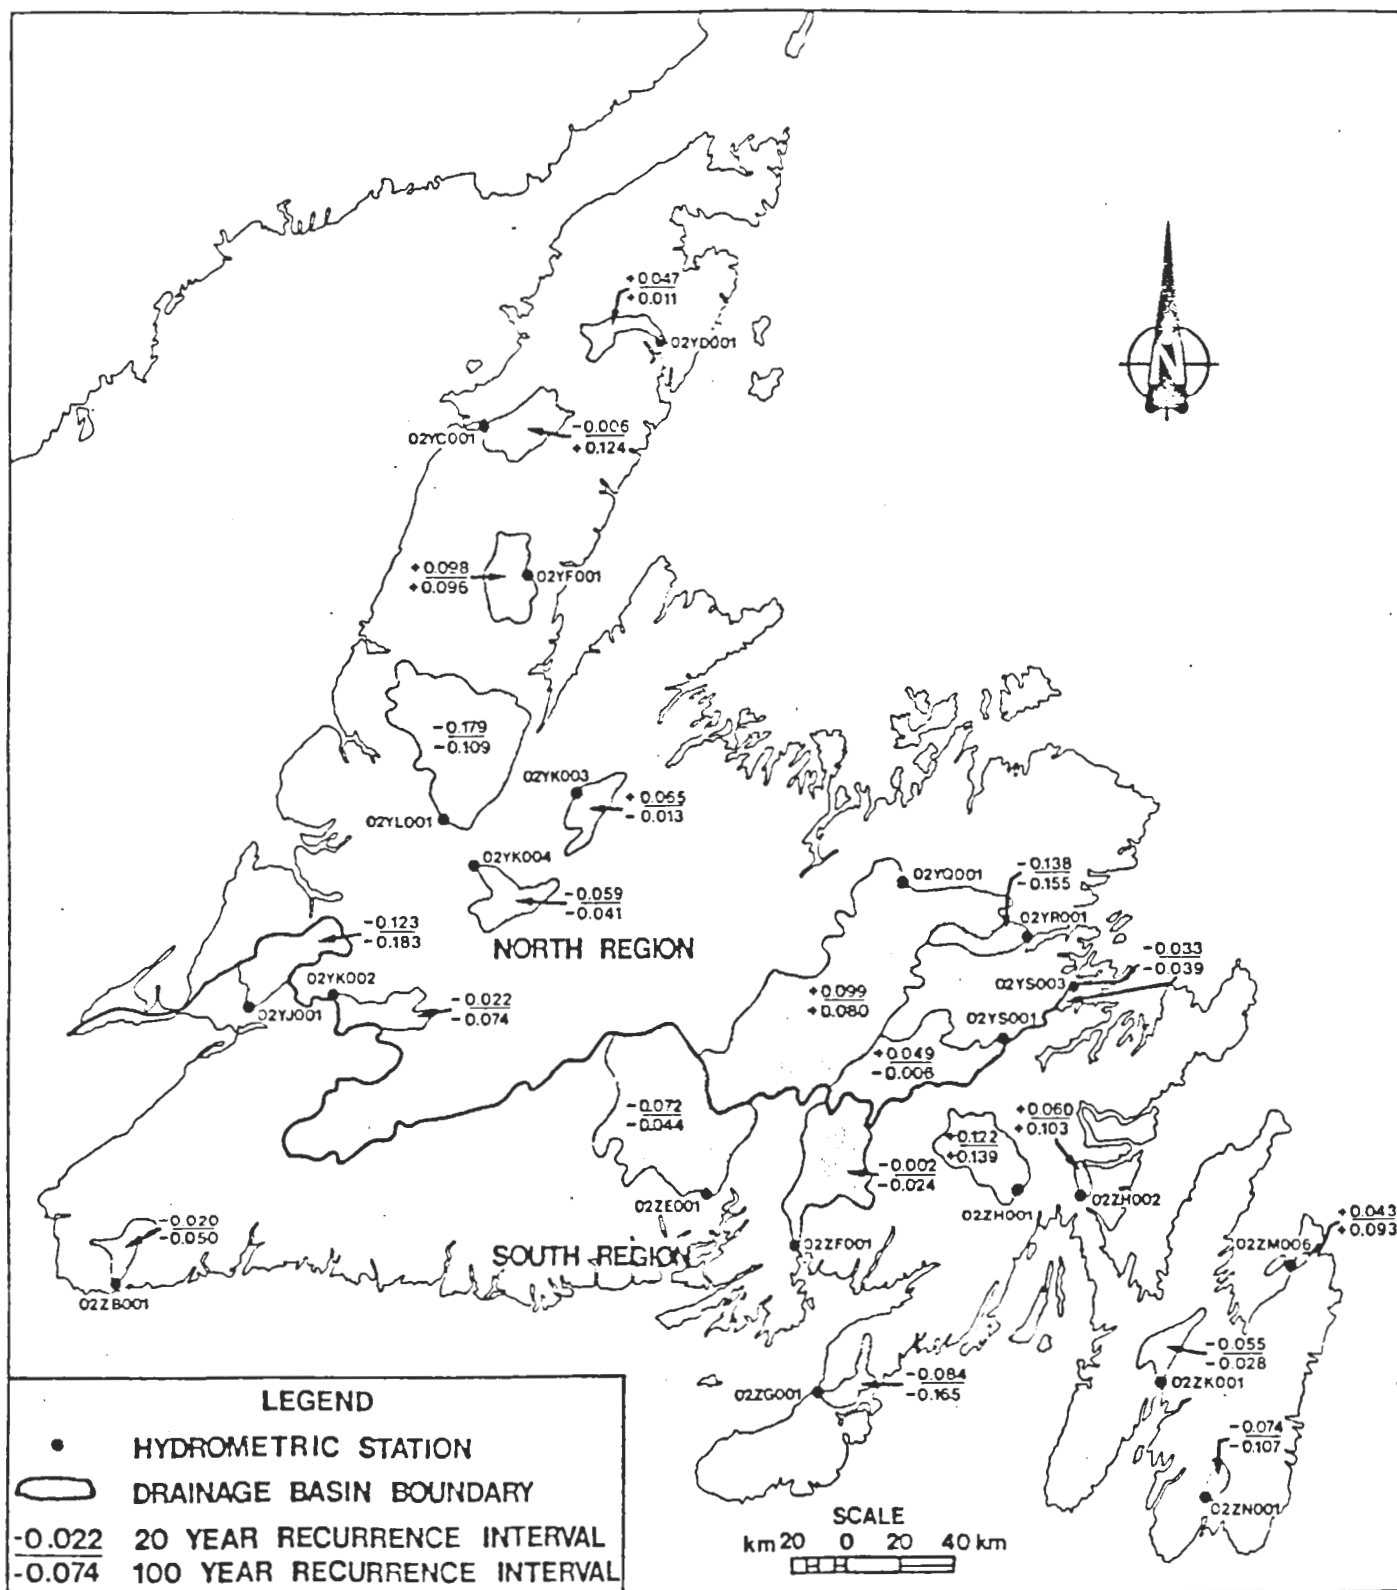 +0.047
+0.011
02YD001
N
02YC001
-0.006
+0.124
+0.098
+0.096
02YF001
-0.179
-0.109
02YK003
+0.065
-0.013
02YL001
02YK004
-0.059
-0.041
02YQ001
-0.138
-0.155
02YR001
-0.123
-0.183
NORTH REGION
02YK002
-0.033
-0.039
02YS003
02YJ001
-0.022
-0.074
+0.099
+0.080
02YS001
+0.049
-0.006
-0.072
-0.044
+0.060
+0.103
+0.122
+0.139
-0.002
-0.024
02ZE001
02ZH001
02ZH002
-0.020
-0.050
02ZB001
SOUTH REGION
02ZF001
+0.043
+0.093
02ZM006
-0.055
-0.028
02ZK001
02ZG001
-0.084
-0.165
-0.074
-0.107
02ZN001
LEGEND
HYDROMETRIC STATION
DRAINAGE BASIN BOUNDARY
-0.022 20 YEAR RECURRENCE INTERVAL
-0.074 100 YEAR RECURRENCE INTERVAL
SCALE
km 20 0 20 40 km